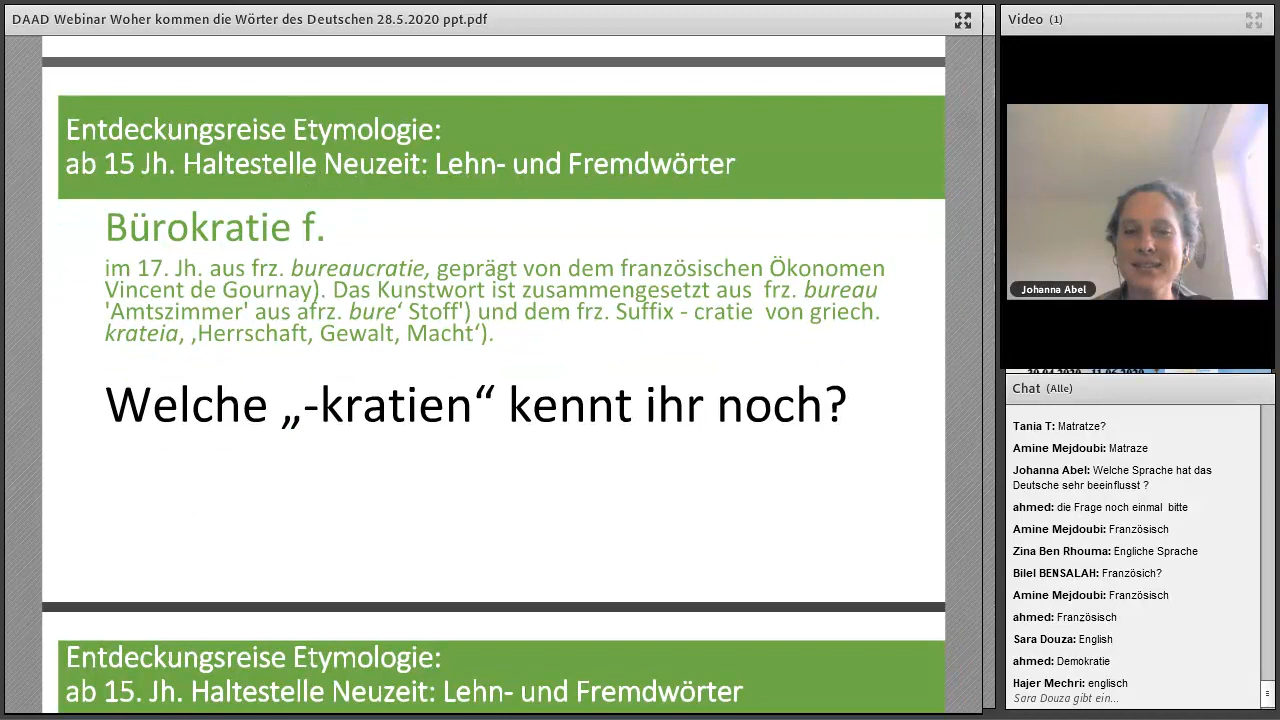 DAAD Webinar Woher kommen die Wörter des Deutschen 28.5.2020 ppt.pdf
Entdeckungsreise Etymologie:
ab 15 Jh. Haltestelle Neuzeit: Lehn- und Fremdwörter
Bürokratie f.
im 17. Jh. aus frz. bureaucratie, geprägt von dem französischen Ökonomen
Vincent de Gournay). Das Kunstwort ist zusammengesetzt aus frz. bureau
'Amtszimmer' aus afrz. bure‘ Stoff') und dem frz. Suffix - cratie von griech.
krateia, ‚Herrschaft, Gewalt, Macht‘).
Welche „-kratien“ kennt ihr noch?
Entdeckungsreise Etymologie:
ab 15. Jh. Haltestelle Neuzeit: Lehn- und Fremdwörter
Video (1)
Johanna Abel
Chat (Alle)
Tania T: Matratze?
Amine Mejdoubi: Matraze
Johanna Abel: Welche Sprache hat das
Deutsche sehr beeinflusst ?
ahmed: die Frage noch einmal bitte
Amine Mejdoubi: Französisch
Zina Ben Rhouma: Engliche Sprache
Bilel BENSALAH: Französich?
Amine Mejdoubi: Französisch
ahmed: Französisch
Sara Douza: English
ahmed: Demokratie
Hajer Mechri: englisch
Sara Douza gibt ein...